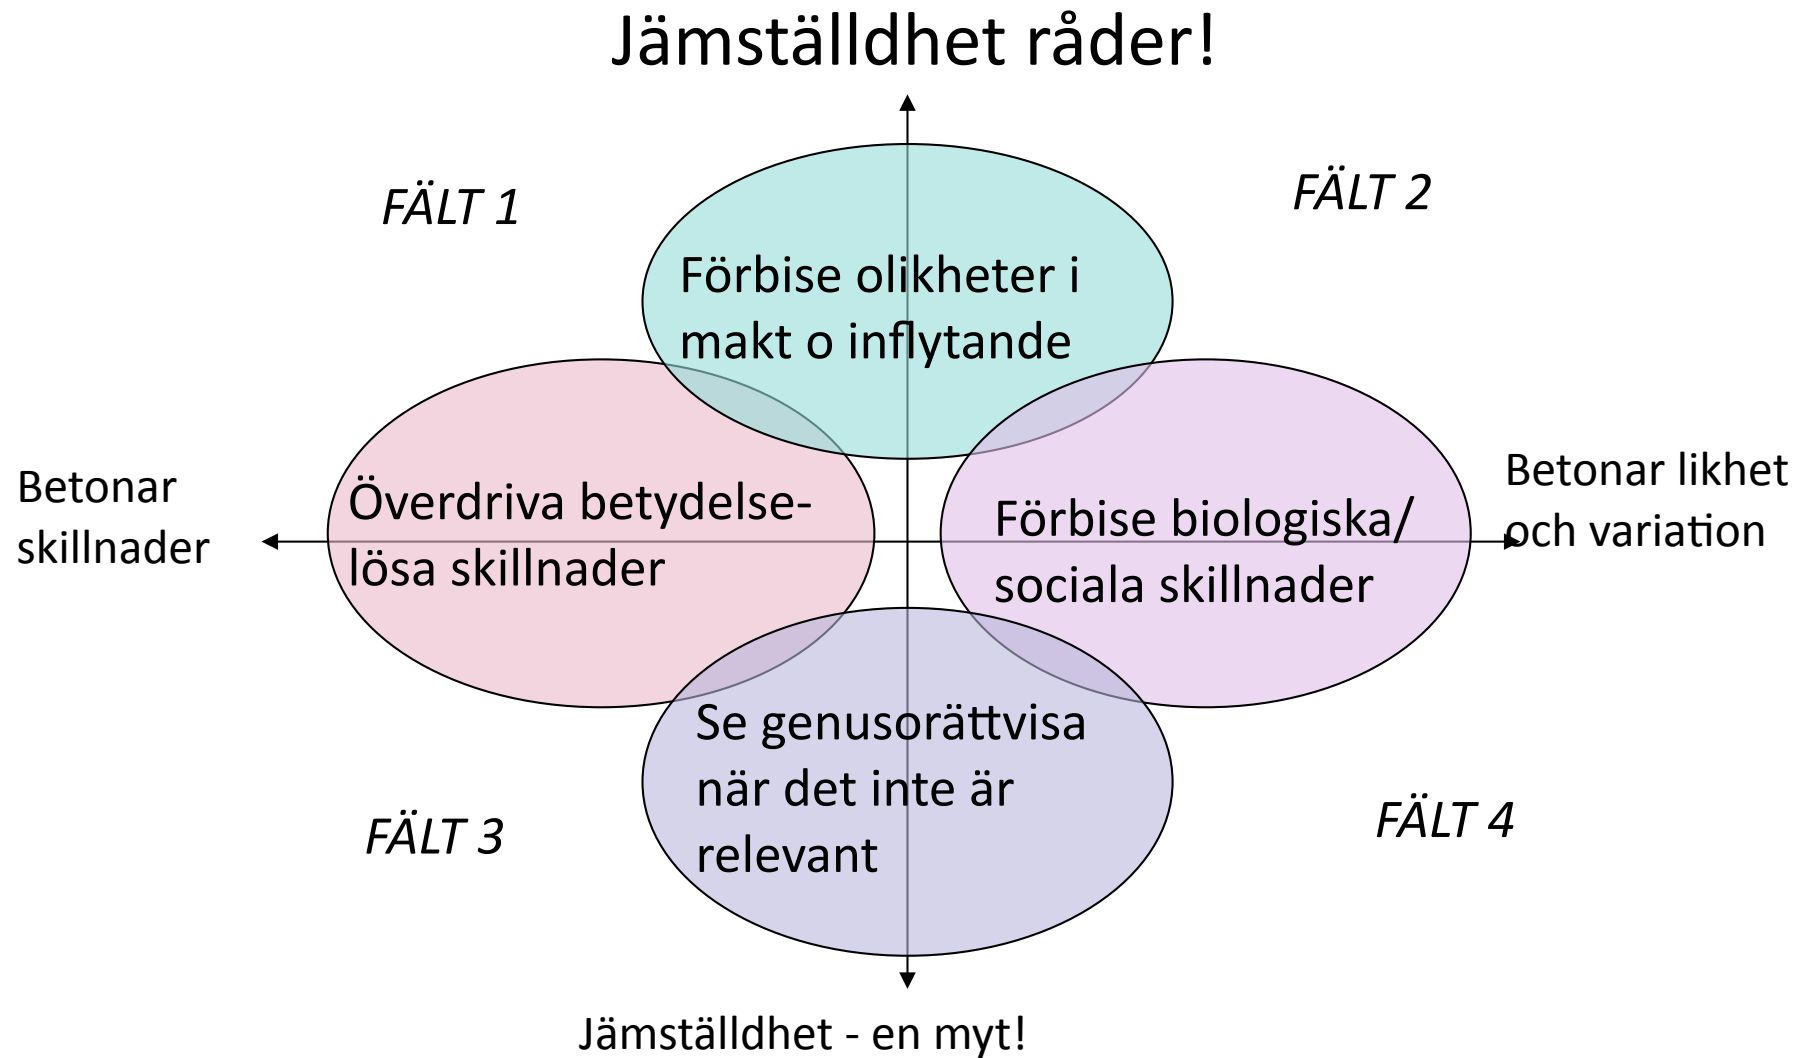 Jämställdhet råder!
FÄLT 1
FÄLT 2
Förbise olikheter i
makt o inflytande
Betonar
skillnader
Överdriva betydelse-
lösa skillnader
Förbise biologiska/
sociala skillnader
Betonar likhet
och variation
Se genusorättvisa
när det inte är
relevant
FÄLT 3
FÄLT 4
Jämställdhet - en myt!